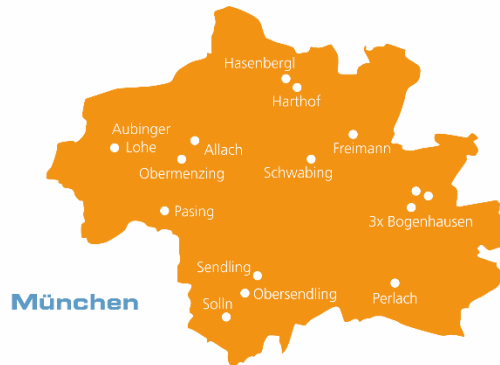 Hasenbergl
Harthof
Aubinger
Lohe
Allach
Freimann
Obermenzing
Schwabing
Pasing
3x Bogenhausen
Sendling
Obersendling
Perlach
Solln
München